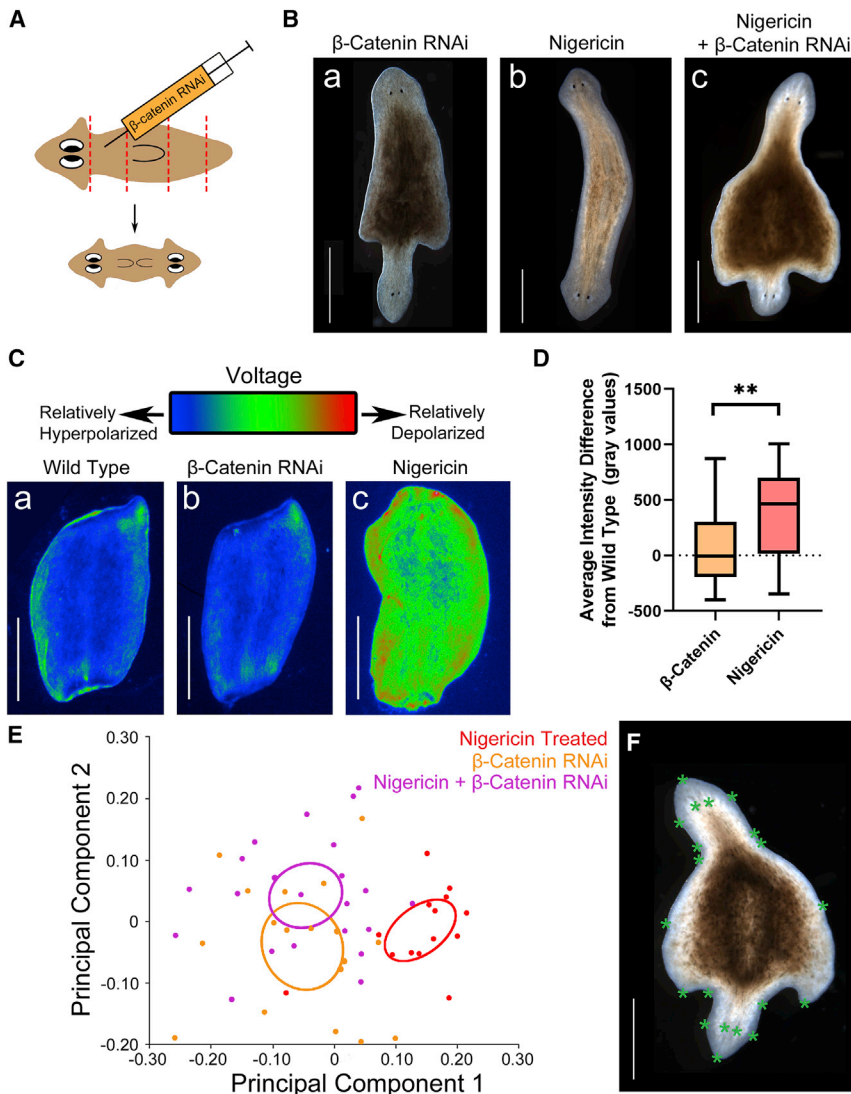 A
β-catenin RNAi
B
β-Catenin RNAi
Nigericin
Nigericin
+ β-Catenin RNAi
a
b
c
C
Voltage
Relatively
Hyperpolarized
Relatively
Depolarized
Wild Type
β-Catenin RNAi
Nigericin
a
b
c
D
Average Intensity Difference
from Wild Type (gray values)
1500
1000
500
0
-500
**
β-Catenin
Nigericin
E
Nigericin Treated
β-Catenin RNAi
Nigericin + β-Catenin RNAi
Principal Component 2
0.30
0.20
0.10
0
-0.10
-0.20
-0.30
-0.20
-0.10
0
0.10
0.20
0.30
Principal Component 1
F